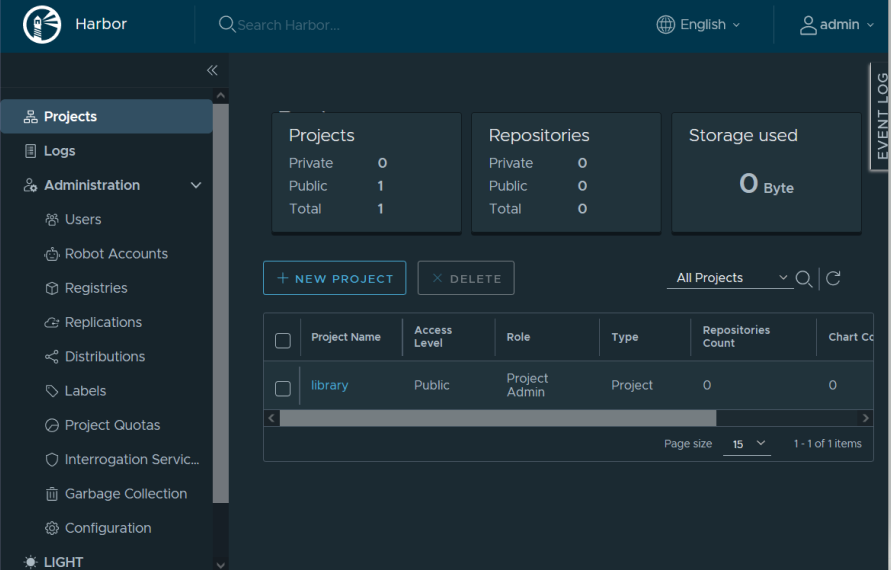 Harbor
Search Harbor...
English
admin
EVENT LOG
Projects
Logs
Administration
Users
Robot Accounts
Registries
Replications
Distributions
Labels
Project Quotas
Interrogation Servic...
Garbage Collection
Configuration
LIGHT
Projects
Private 0
Public 1
Total 1
Repositories
Private 0
Public 0
Total 0
Storage used
0 Byte
+ NEW PROJECT
× DELETE
All Projects
Project Name Access Level Role Type Repositories Count Chart Co
library Public Project Admin Project 0 0
Page size 15 1 - 1 of 1 items